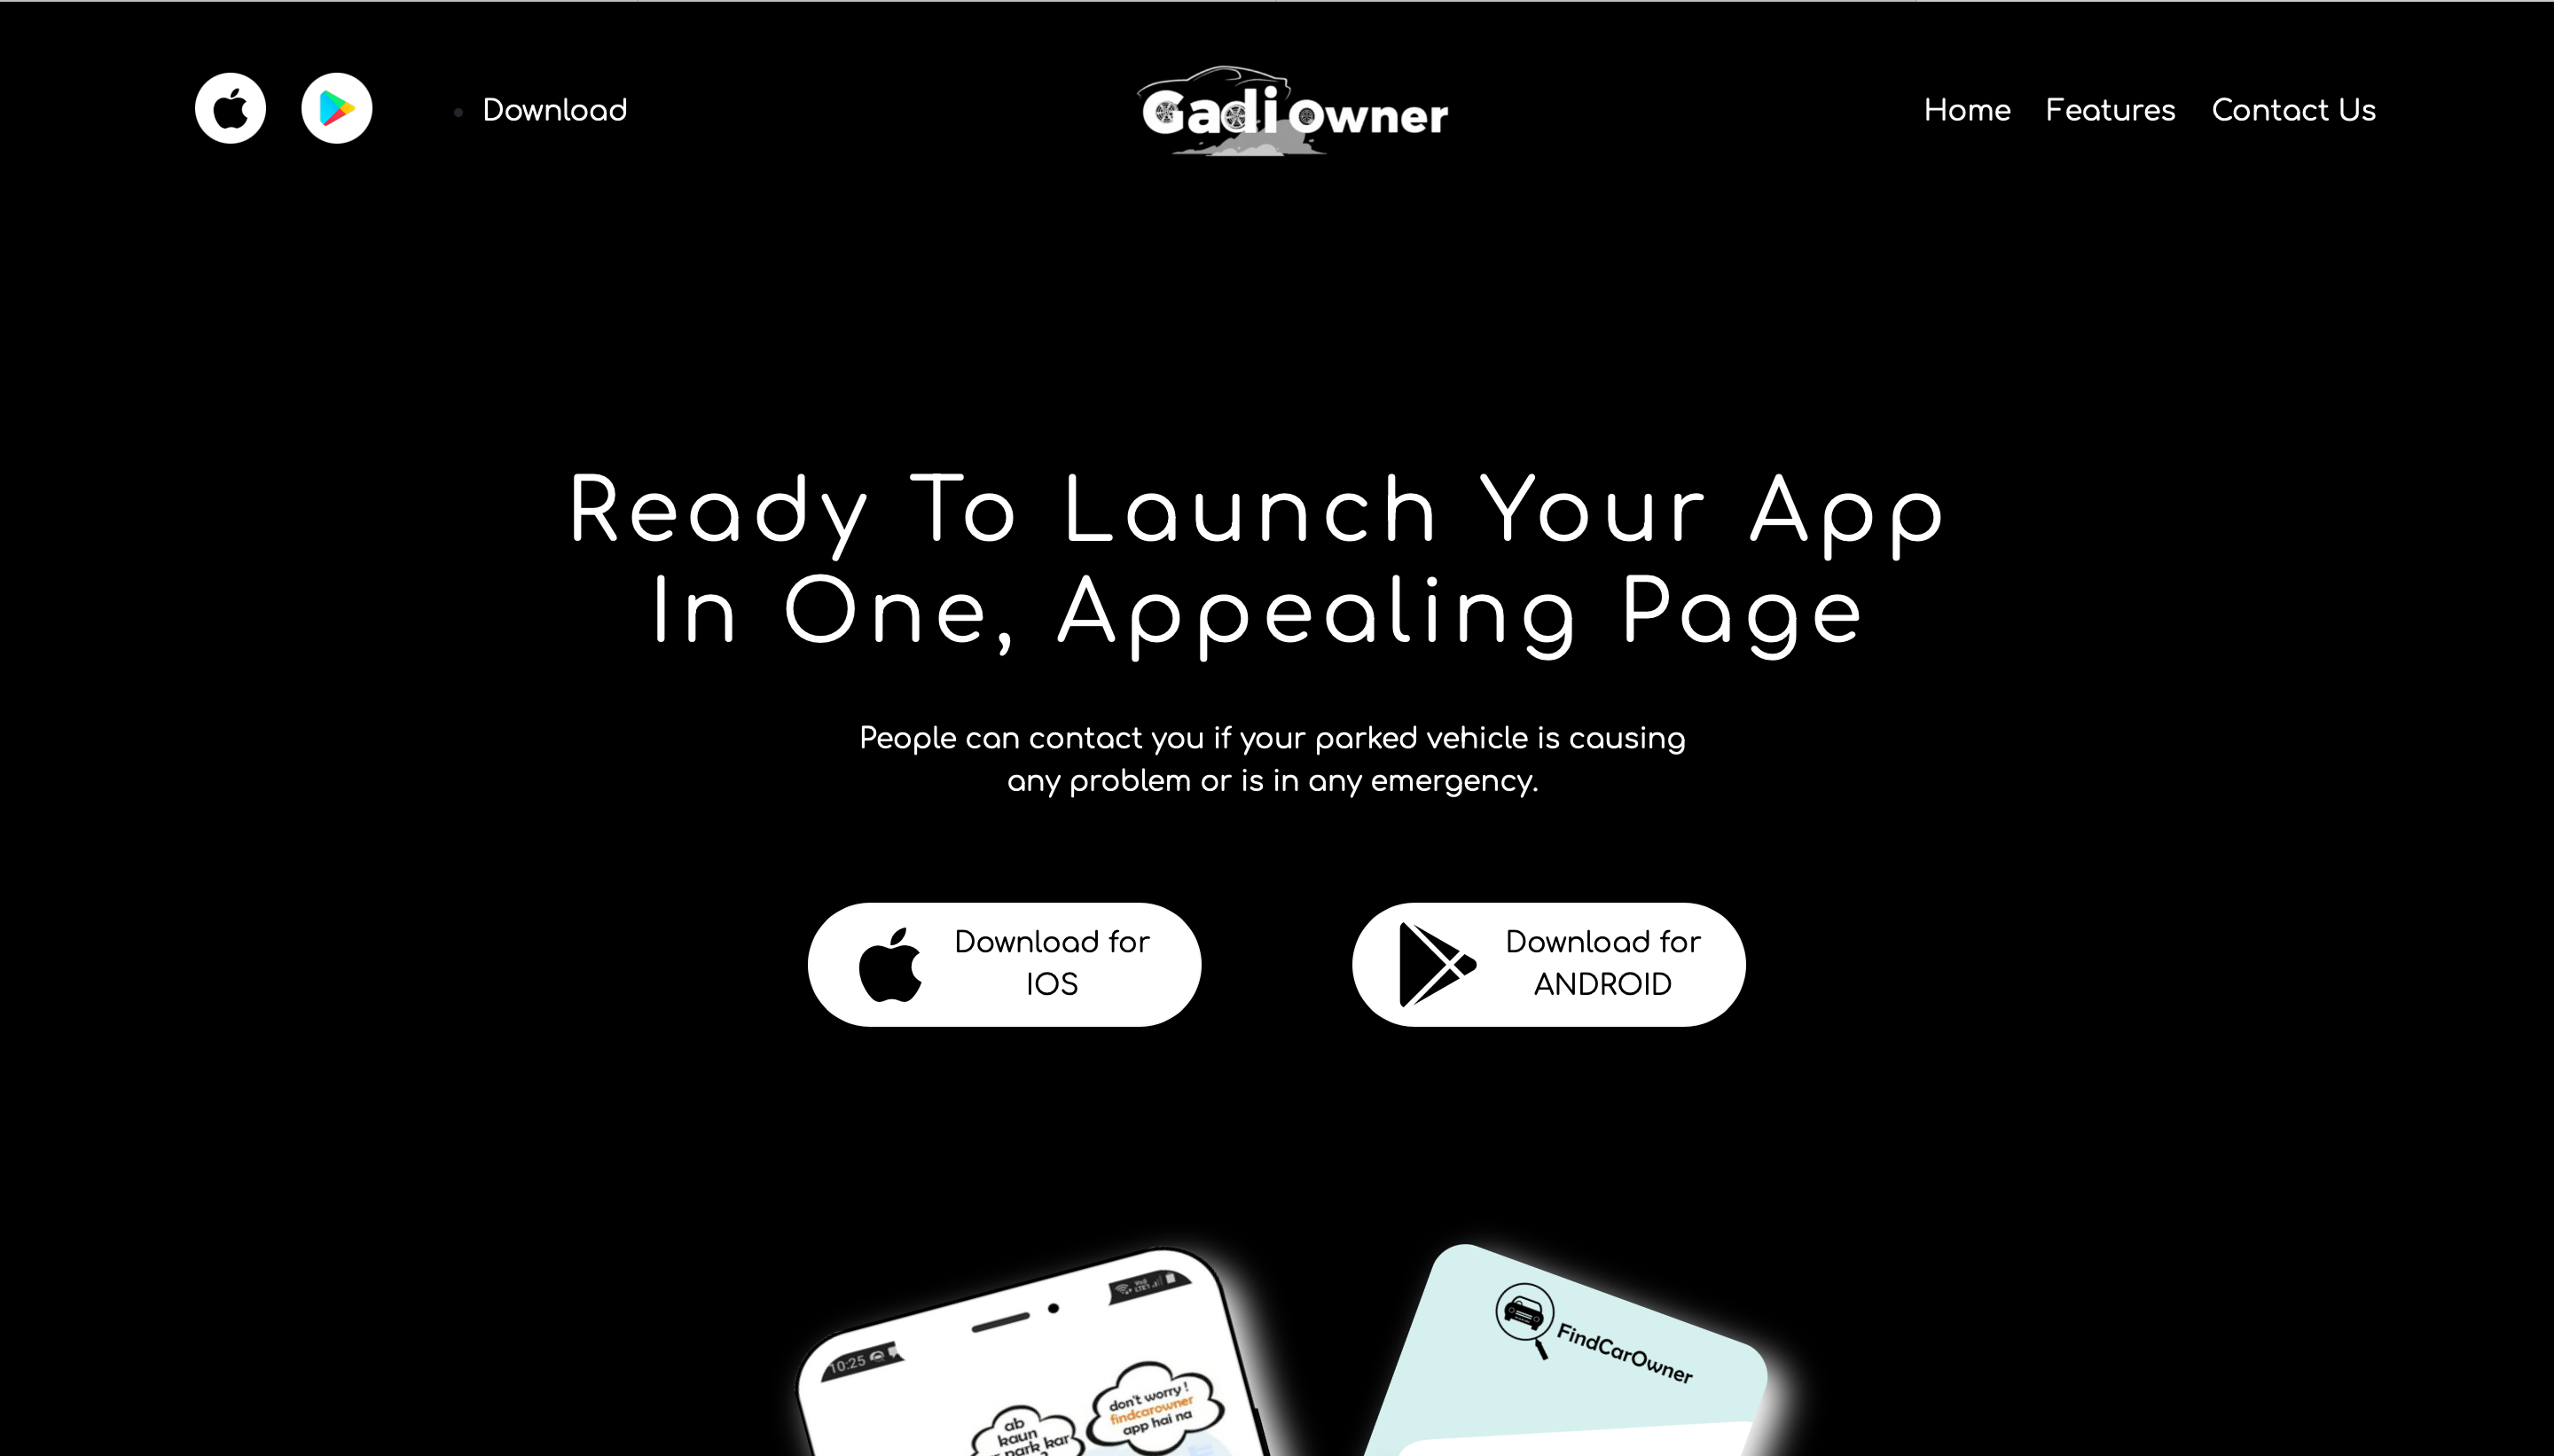 Download
Gadi Owner
Home Features Contact Us
Ready To Launch Your App
In One, Appealing Page
People can contact you if your parked vehicle is causing
any problem or is in any emergency.
Download for
IOS
Download for
ANDROID
10:25
LTE1
FindCarOwner
don't worry !
findcarowner
app hai na
ab
kaun
park kar